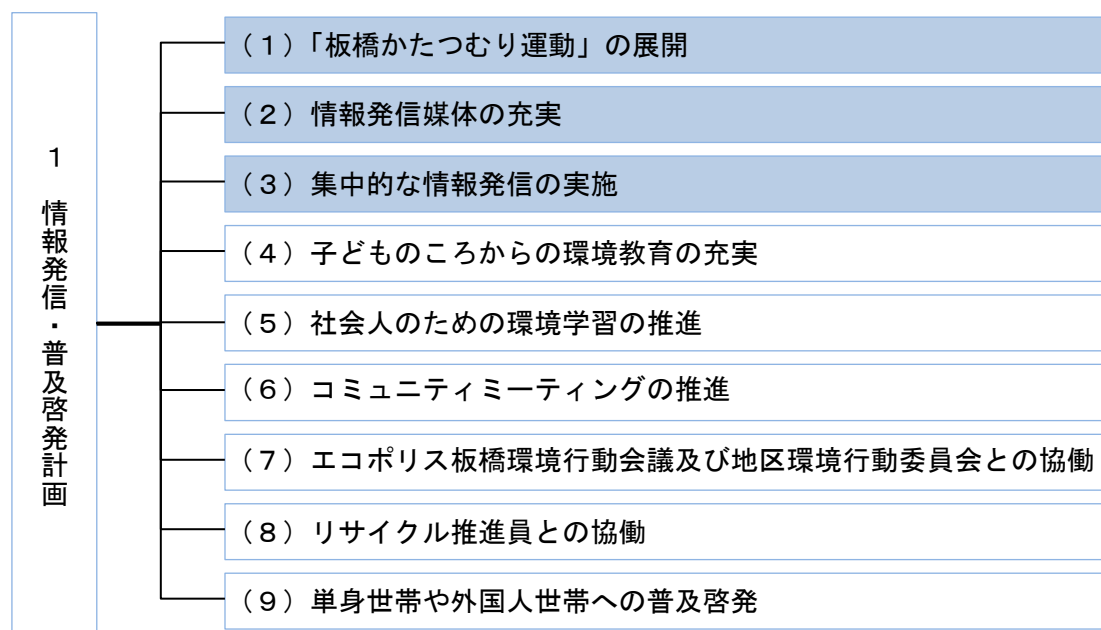 1 情報発信・普及啓発計画
（1）「板橋かたつむり運動」の展開
（2）情報発信媒体の充実
（3）集中的な情報発信の実施
（4）子どものころからの環境教育の充実
（5）社会人のための環境学習の推進
（6）コミュニティミーティングの推進
（7）エコポリス板橋環境行動会議及び地区環境行動委員会との協働
（8）リサイクル推進員との協働
（9）単身世帯や外国人世帯への普及啓発